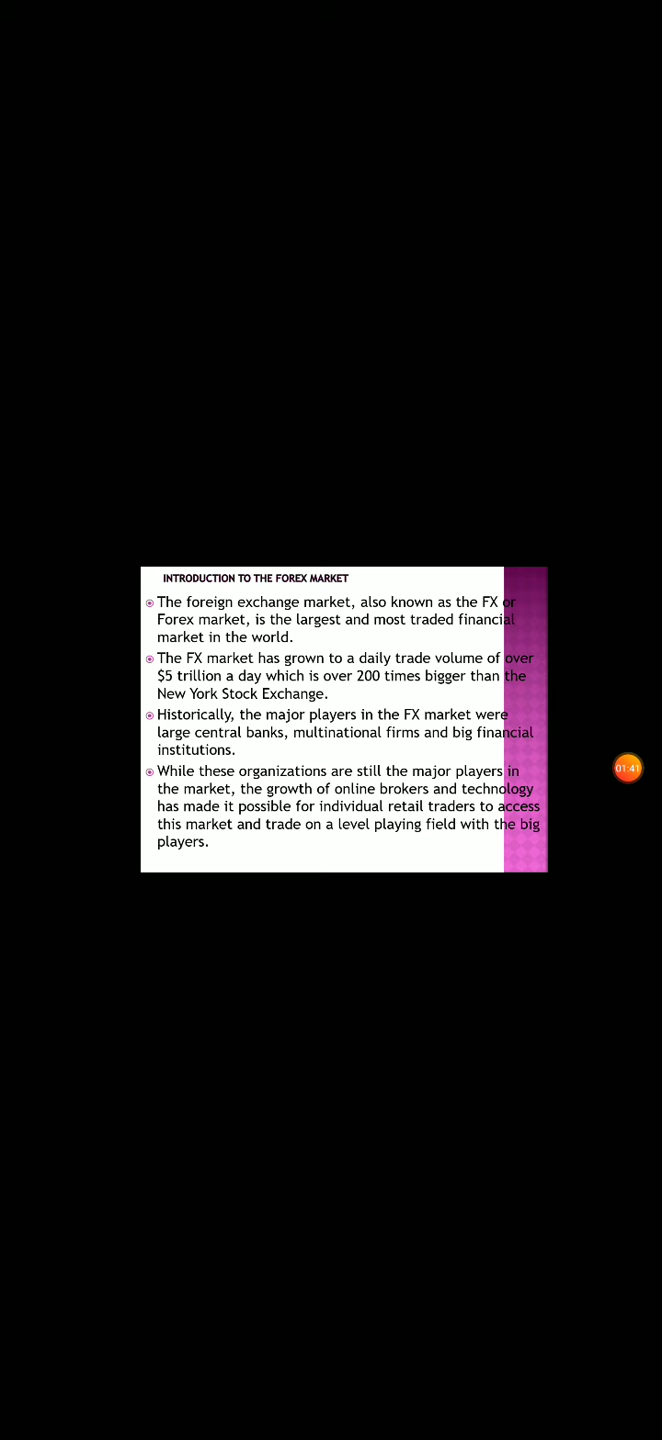 INTRODUCTION TO THE FOREX MARKET
The foreign exchange market, also known as the FX or
Forex market, is the largest and most traded financial
market in the world.
The FX market has grown to a daily trade volume of over
$5 trillion a day which is over 200 times bigger than the
New York Stock Exchange.
Historically, the major players in the FX market were
large central banks, multinational firms and big financial
institutions.
While these organizations are still the major players in
the market, the growth of online brokers and technology
has made it possible for individual retail traders to access
this market and trade on a level playing field with the big
players.
01:41